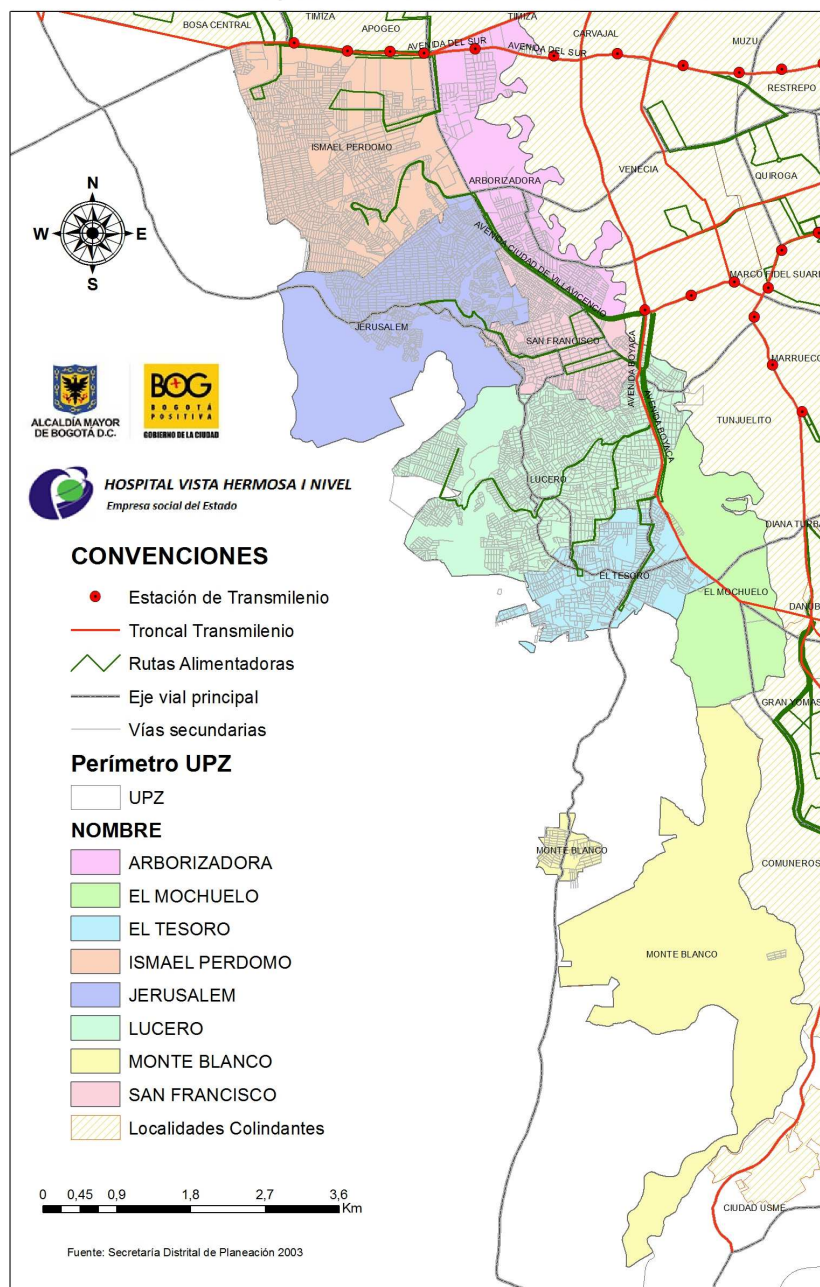 TIMIZA
TIMIZA
BOSA CENTRAL
APOGEO
CARVAJAL
AVENIDA DEL SUR
AVENIDA DEL SUR
MUZU
RESTREPO
ISMAEL PERDOMO
VENECIA
QUIROGA
ARBORIZADORA
N
W
E
S
AVENIDA CIUDAD DE VILLAVICENCIO
MARCO FIDEL SUARE
JERUSALEM
SAN FRANCISCO
AVENIDA BOYACA
MARRUECO
AVENIDA BOYACA
TUNJUELITO
ALCALDÍA MAYOR
DE BOGOTÁ D.C.
BOG
BOGOTÁ
POSITIVA
GOBIERNO DE LA CIUDAD
HOSPITAL VISTA HERMOSA I NIVEL
Empresa social del Estado
LUCERO
DIANA TURBA
EL TESORO
EL MOCHUELO
DANUB
GRAN YOMAS
CONVENCIONES
Estación de Transmilenio
Troncal Transmilenio
Rutas Alimentadoras
Eje vial principal
Vías secundarias
Perímetro UPZ
UPZ
NOMBRE
ARBORIZADORA
EL MOCHUELO
EL TESORO
ISMAEL PERDOMO
JERUSALEM
LUCERO
MONTE BLANCO
SAN FRANCISCO
Localidades Colindantes
MONTE BLANCO
COMUNEROS
MONTE BLANCO
CIUDAD USME
0 0,45 0,9 1,8 2,7 3,6
Km
Fuente: Secretaría Distrital de Planeación 2003